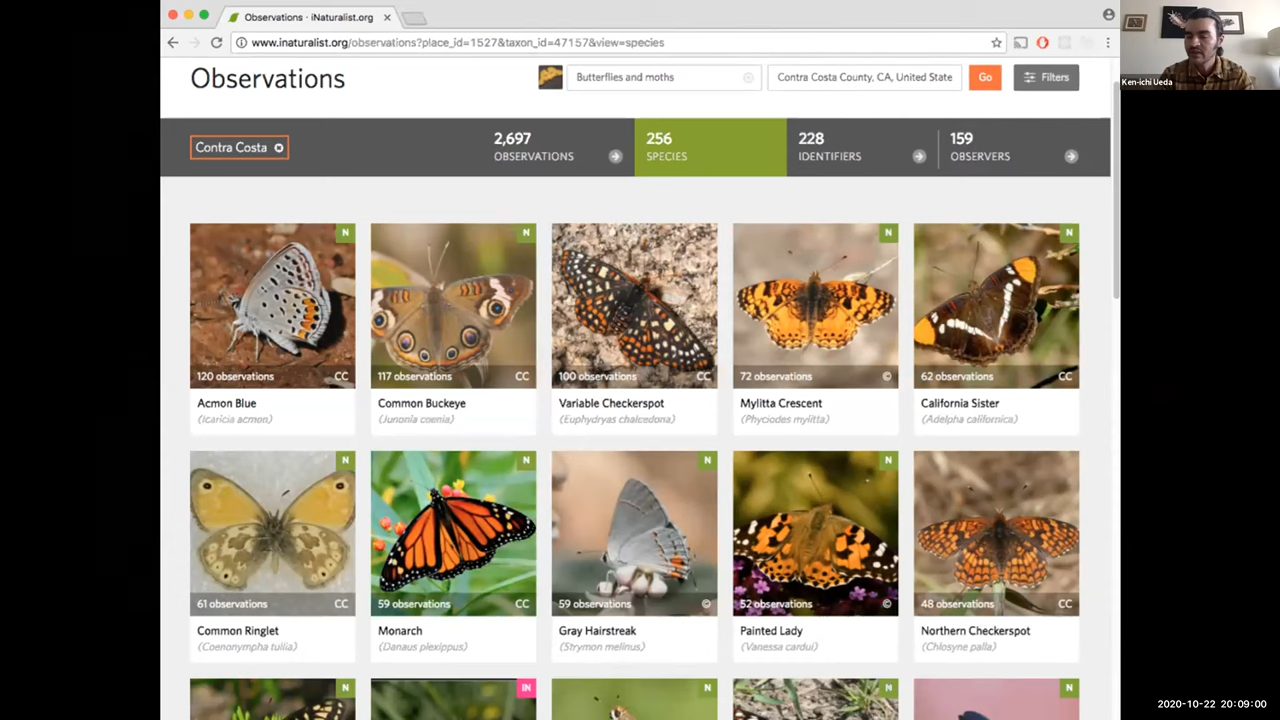 Observations · iNaturalist.org
www.inaturalist.org/observations?place_id=1527&taxon_id=47157&view=species
Ken-ichi Ueda
Observations
Butterflies and moths
Contra Costa County, CA, United State
Go
Filters
Contra Costa
2,697
OBSERVATIONS
256
SPECIES
228
IDENTIFIERS
159
OBSERVERS
N
N
N
N
120 observations CC
117 observations CC
100 observations CC
72 observations ©
62 observations CC
Acmon Blue
(Icaricia acmon)
Common Buckeye
(Junonia coenia)
Variable Checkerspot
(Euphydryas chalcedona)
Mylitta Crescent
(Phyciodes mylitta)
California Sister
(Adelpha californica)
N
N
N
N
61 observations CC
59 observations CC
59 observations ©
52 observations ©
48 observations CC
Common Ringlet
(Coenonympha tullia)
Monarch
(Danaus plexippus)
Gray Hairstreak
(Strymon melinus)
Painted Lady
(Vanessa cardui)
Northern Checkerspot
(Chlosyne palla)
N
IN
N
N
N
2020-10-22 20:09:00